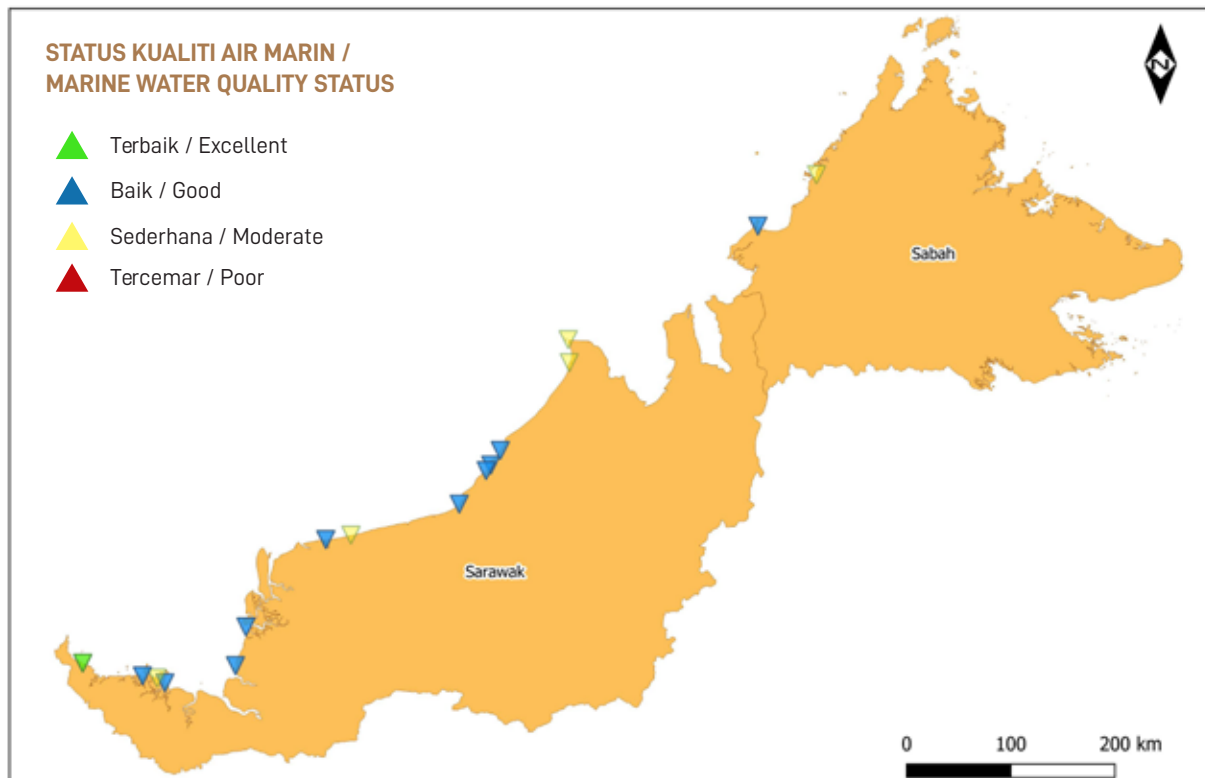 STATUS KUALITI AIR MARIN /
MARINE WATER QUALITY STATUS
Terbaik / Excellent
Baik / Good
Sederhana / Moderate
Tercemar / Poor
N
Sabah
Sarawak
0 100 200 km